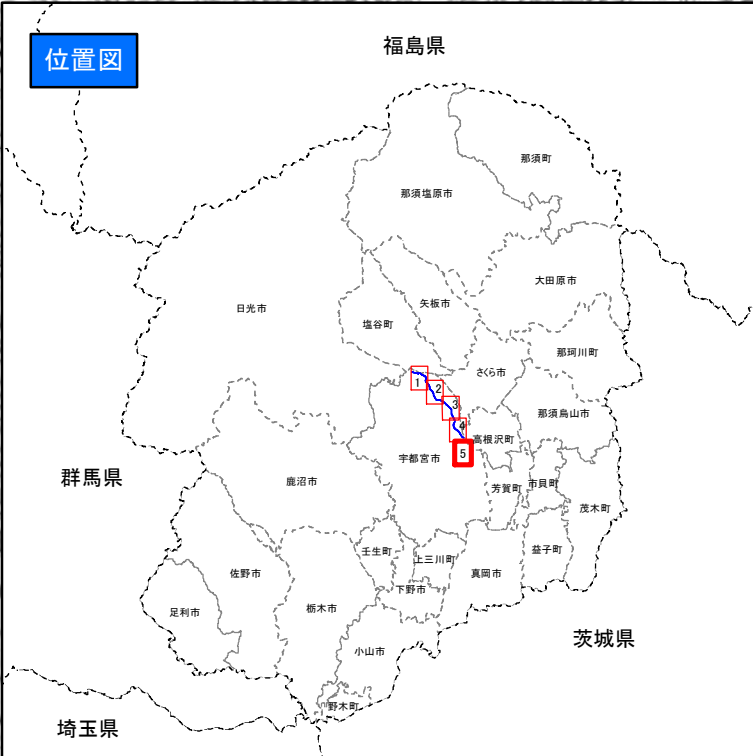 福島県
位置図
那須町
那須塩原市
大田原市
日光市
矢板市
塩谷町
那珂川町
さくら市
1
2
3
那須烏山市
4
高根沢町
宇都宮市
5
群馬県
鹿沼市
芳賀町
市貝町
茂木町
壬生町
上三川町
益子町
佐野市
真岡市
下野市
足利市
栃木市
茨城県
小山市
野木町
埼玉県